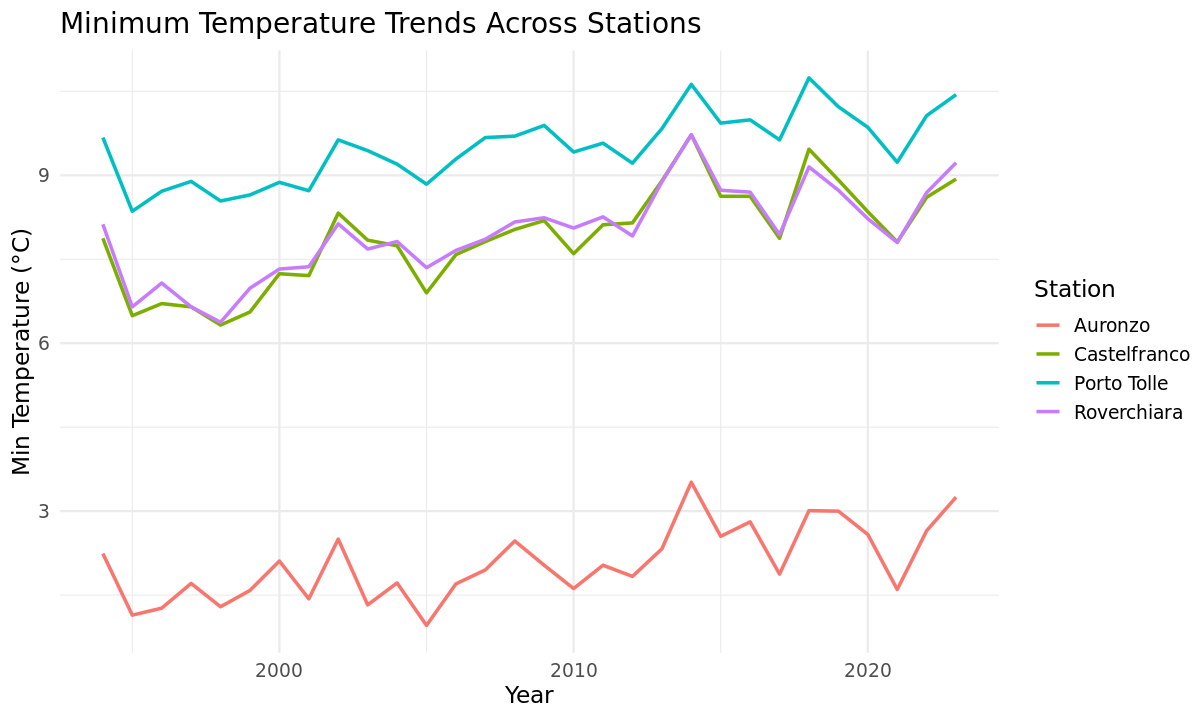 Minimum Temperature Trends Across Stations
Min Temperature (°C)
9
6
3
2000
2010
2020
Year
Station
Auronzo
Castelfranco
Porto Tolle
Roverchiara